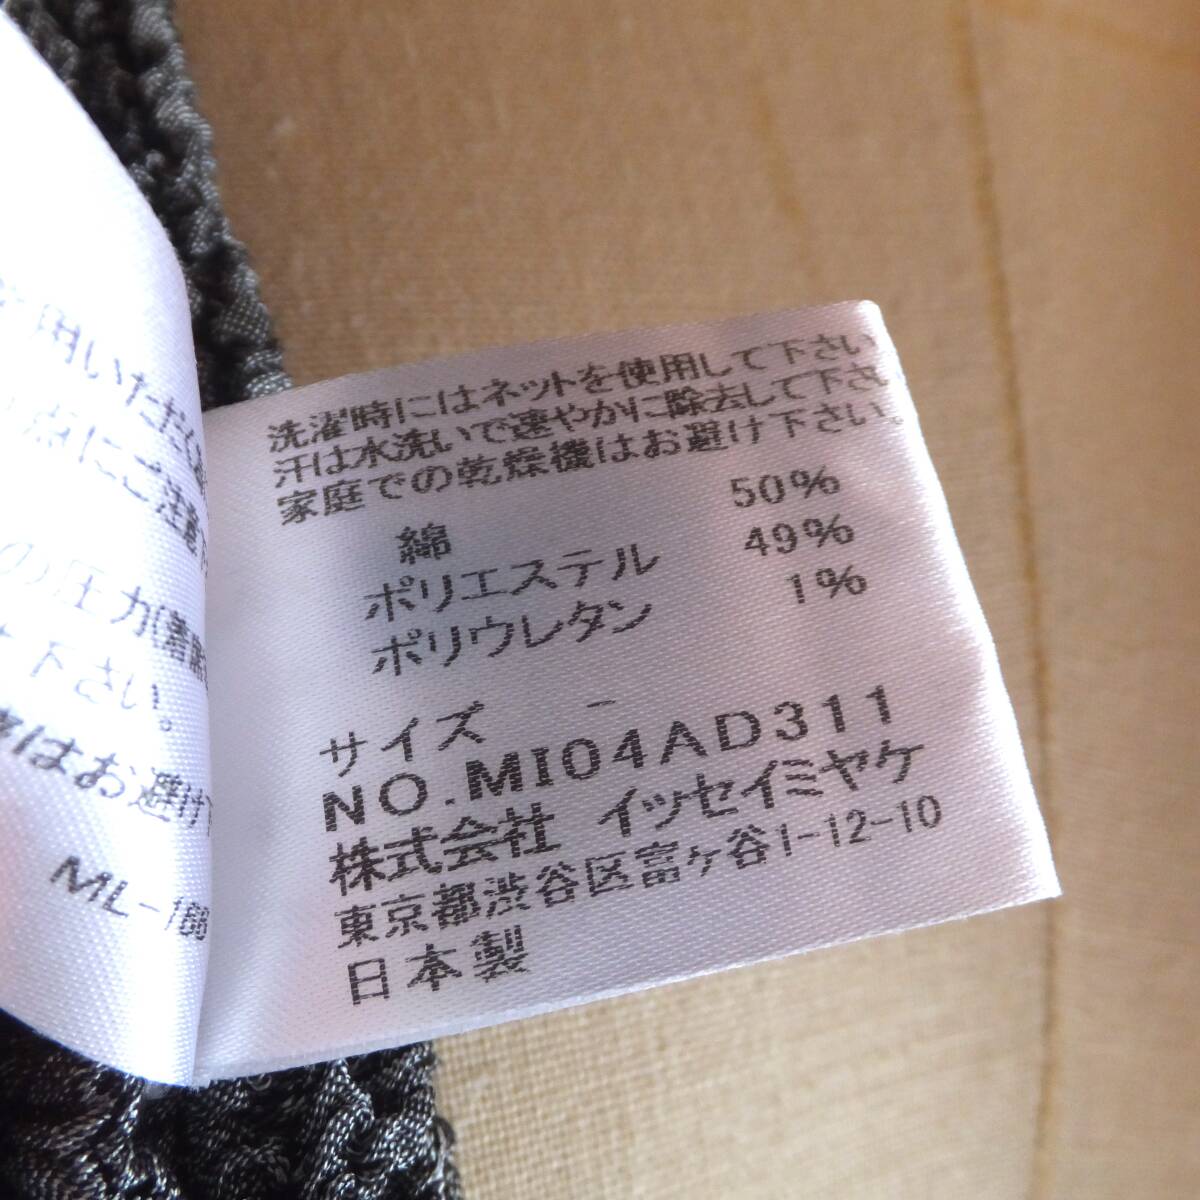 洗濯時にはネットを使用して下さい
汗は水洗いで速やかに除去して下さい
家庭での乾燥機はお避け下さい。
綿 50%
ポリエステル 49%
ポリウレタン 1%
サイズ -
NO.MI04AD311
株式会社 イッセイミヤケ
東京都渋谷区富ヶ谷1-12-10
日本製
用いただく
点にご注意下
の圧力(着席
下さい。
はお避け下
ML-168